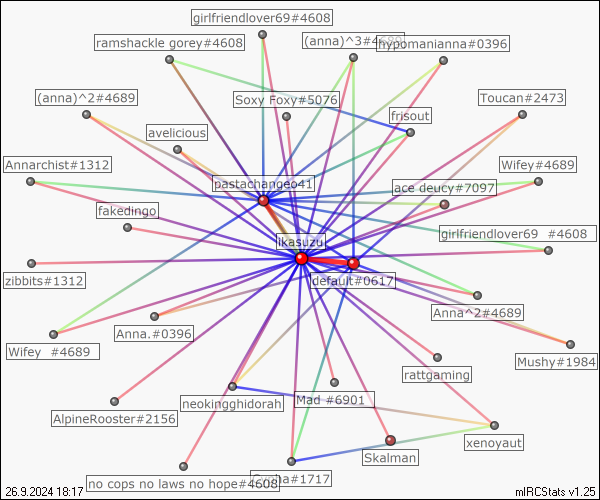 girlfriendlover69#4608
ramshackle gorey#4608
(anna)^3#4689
hypomanianna#0396
(anna)^2#4689
Soxy Foxy#5076
Toucan#2473
avelicious
frisout
Annarchist#1312
Wifey#4689
pastachangeo41
ace deucy#7097
fakedingo
ikasuzu
girlfriendlover69 #4608
zibbits#1312
default#0617
Anna^2#4689
Anna.#0396
Wifey #4689
Mushy#1984
rattgaming
neokingghidorah
Mad #6901
AlpineRooster#2156
xenoyaut
Skalman
#1717
no cops no laws no hope#4608
26.9.2024 18:17
mIRCStats v1.25